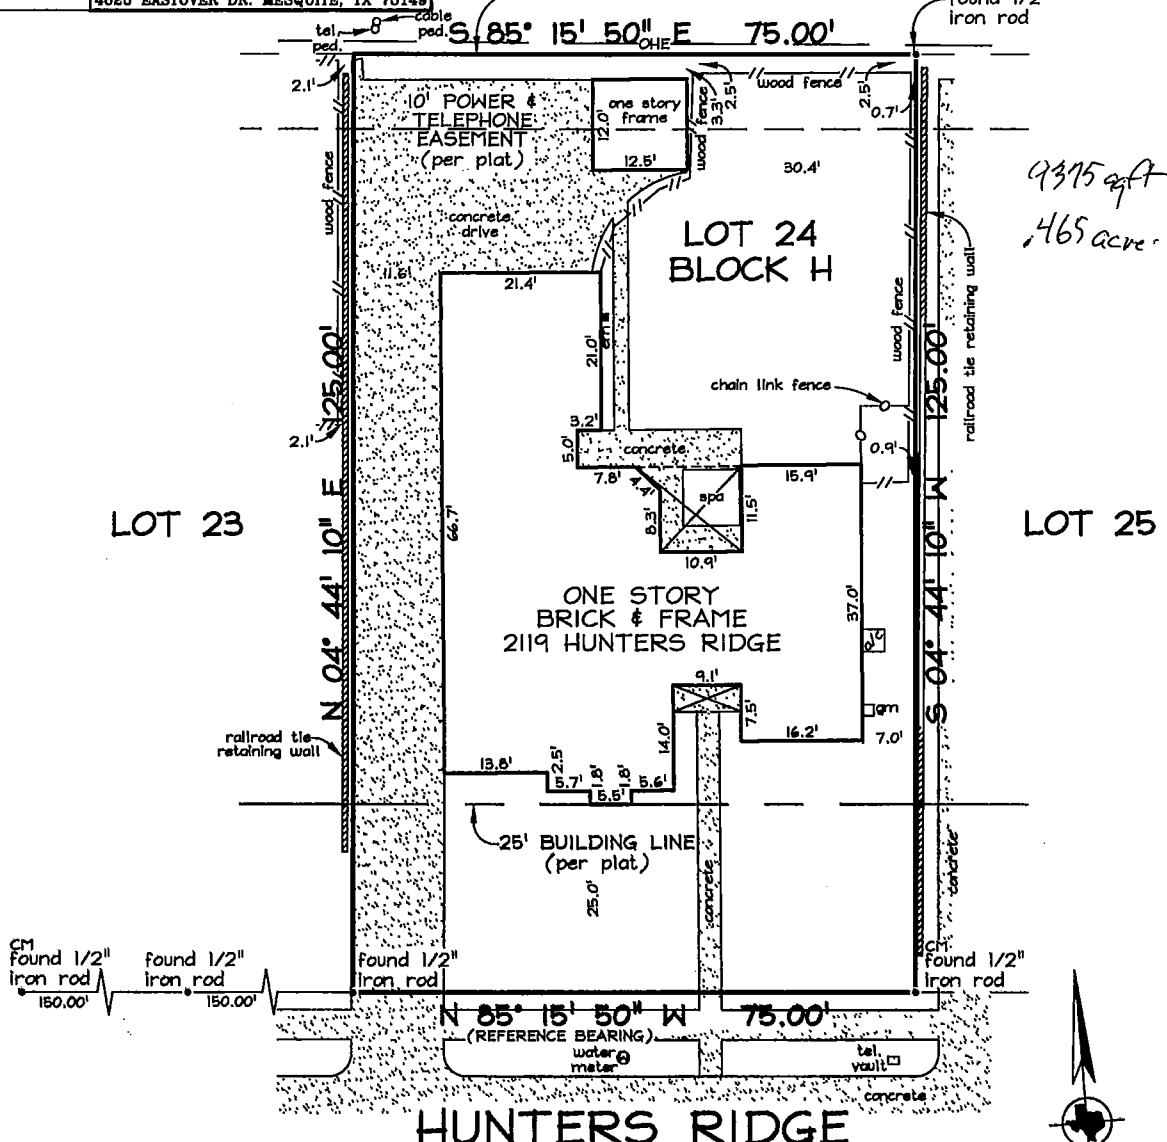 4020 EASTOVER DR. MESQUITE, TX 75149
cable
ped.
tel.
ped.
S 85° 15' 50" E 75.00'
OHE
found 1/2"
iron rod
2.1'
10' POWER &
TELEPHONE
EASEMENT
(per plat)
one story
frame
12.0'
12.5'
wood fence
3.3'
2.5'
wood fence
2.5'
0.7'
wood fence
30.4'
9375 sqft
.465 acre.
concrete
drive
LOT 24
BLOCK H
11.6'
21.4'
21.0'
em
wood fence
railroad tie retaining wall
chain link fence
2.1'
3.2'
5.0'
concrete
7.8'
4.4'
8.3'
spa
11.5'
10.9'
15.9'
0.9'
LOT 23
N 04° 44' 10" E 125.00'
66.7'
S 04° 44' 10" W 125.00'
LOT 25
ONE STORY
BRICK & FRAME
2119 HUNTERS RIDGE
37.0'
a/c
gm
9.1'
7.5'
14.0'
16.2'
7.0'
railroad tie
retaining wall
13.8'
2.5'
5.7'
1.8'
5.5'
1.8'
5.6'
25' BUILDING LINE
(per plat)
25.0'
concrete
concrete
CM
found 1/2"
iron rod
found 1/2"
iron rod
found 1/2"
iron rod
CM
found 1/2"
iron rod
150.00'
150.00'
N 85° 15' 50" W 75.00'
(REFERENCE BEARING)
water
meter
tel.
vault
concrete
HUNTERS RIDGE